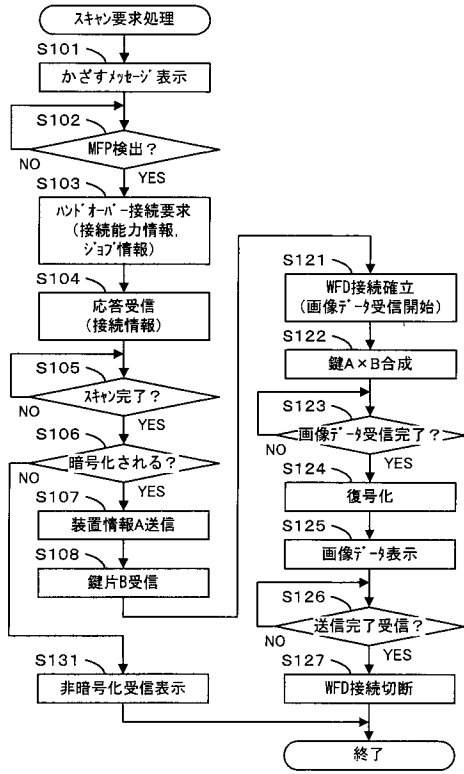 スキャン要求処理
S101
かざすメッセージ表示
S102
MFP検出？
NO
YES
S103
ハンドオーバー接続要求
(接続能力情報,
ジョブ情報)
S104
応答受信
(接続情報)
S105
スキャン完了？
NO
YES
S106
暗号化される？
NO
YES
S107
装置情報A送信
S108
鍵片B受信
S131
非暗号化受信表示
S121
WFD接続確立
(画像データ受信開始)
S122
鍵A×B合成
S123
画像データ受信完了？
NO
YES
S124
復号化
S125
画像データ表示
S126
送信完了受信？
NO
YES
S127
WFD接続切断
終了